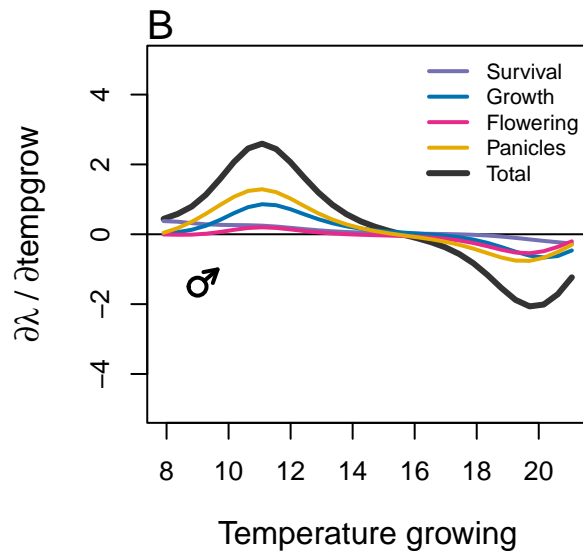 B
Survival
Growth
Flowering
Panicles
Total
4
2
0
−2
−4
∂λ / ∂tempgrow
♂
8 10 12 14 16 18 20
Temperature growing